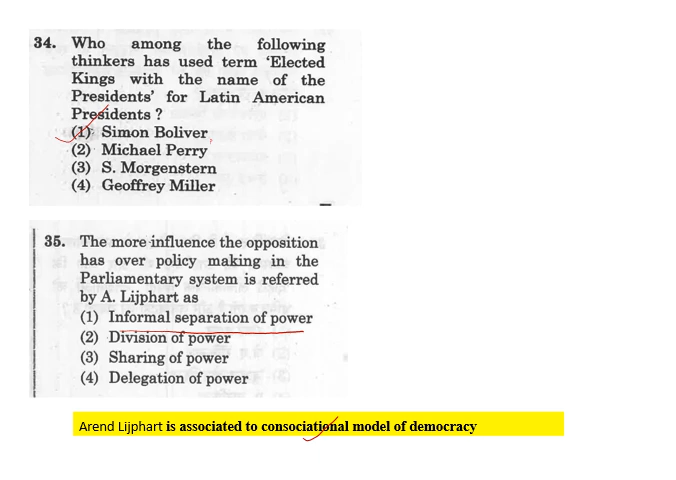 34. Who among the following
thinkers has used term ‘Elected
Kings with the name of the
Presidents’ for Latin American
Presidents ?
(1) Simon Boliver
(2) Michael Perry
(3) S. Morgenstern
(4) Geoffrey Miller
35. The more influence the opposition
has over policy making in the
Parliamentary system is referred
by A. Lijphart as
(1) Informal separation of power
(2) Division of power
(3) Sharing of power
(4) Delegation of power
Arend Lijphart is associated to consociational model of democracy